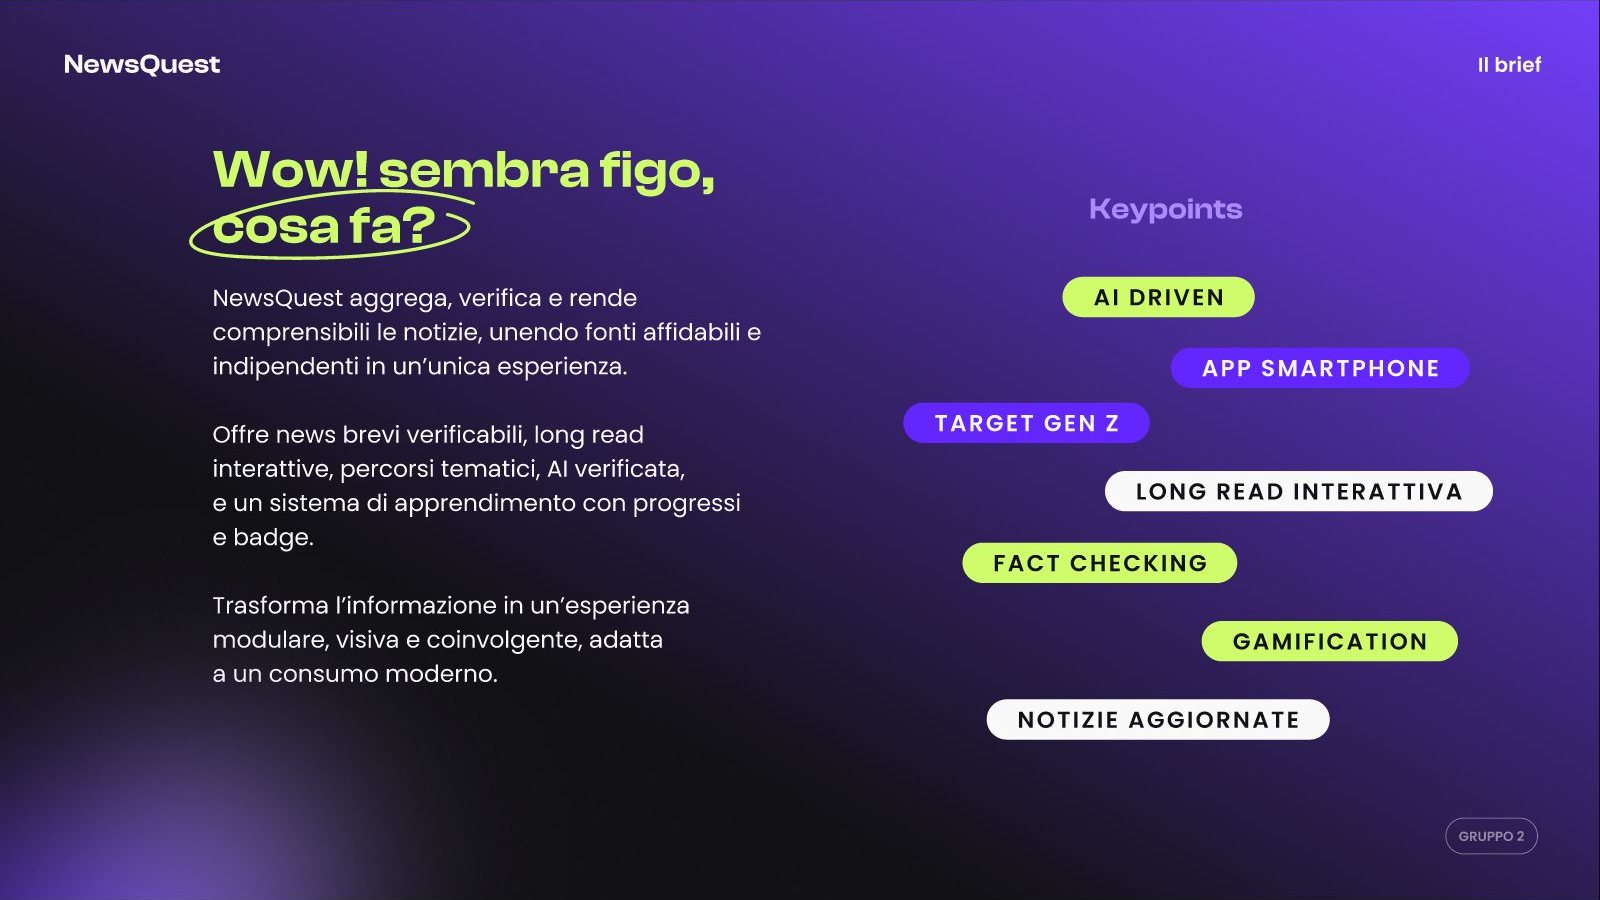 NewsQuest
Il brief
Wow! sembra figo,
cosa fa?
NewsQuest aggrega, verifica e rende
comprensibili le notizie, unendo fonti affidabili e
indipendenti in un’unica esperienza.
Offre news brevi verificabili, long read
interattive, percorsi tematici, AI verificata,
e un sistema di apprendimento con progressi
e badge.
Trasforma l’informazione in un’esperienza
modulare, visiva e coinvolgente, adatta
a un consumo moderno.
Keypoints
AI DRIVEN
APP SMARTPHONE
TARGET GEN Z
LONG READ INTERATTIVA
FACT CHECKING
GAMIFICATION
NOTIZIE AGGIORNATE
GRUPPO 2